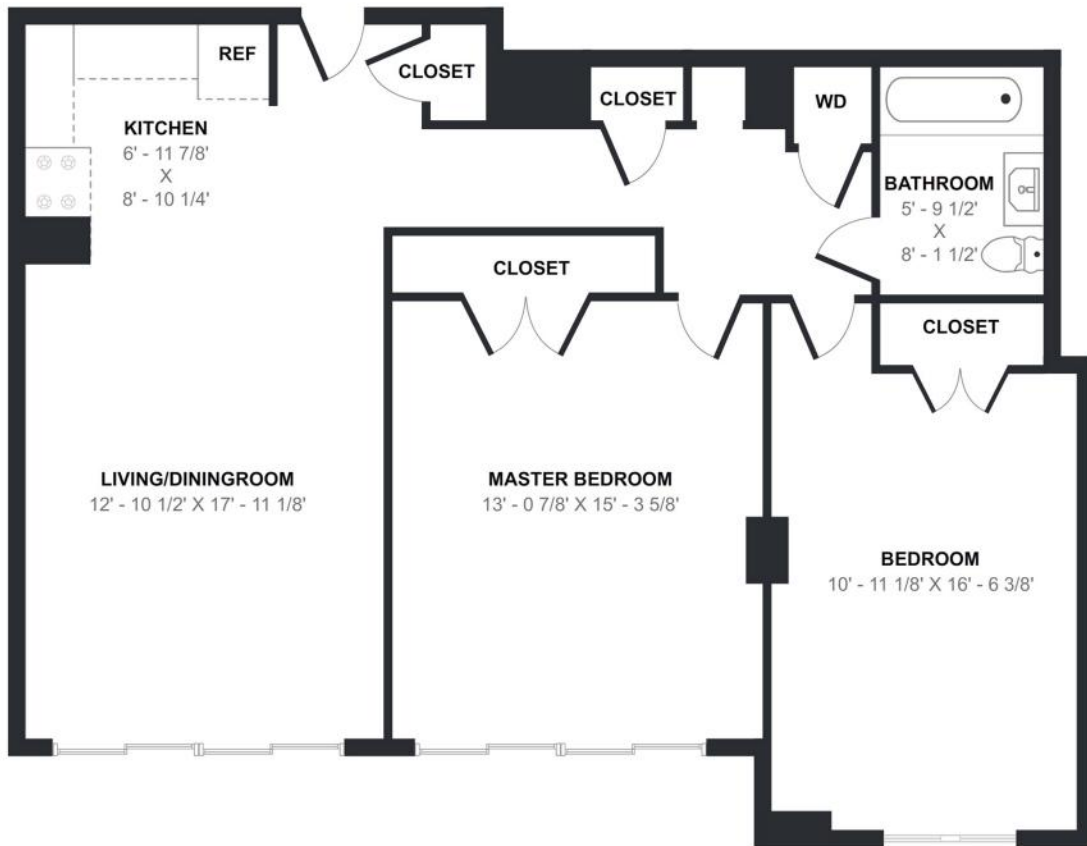 REF
CLOSET
CLOSET
WD
KITCHEN
6' - 11 7/8'
X
8' - 10 1/4'
BATHROOM
5' - 9 1/2'
X
8' - 1 1/2'
CLOSET
CLOSET
LIVING/DININGROOM
12' - 10 1/2' X 17' - 11 1/8'
MASTER BEDROOM
13' - 0 7/8' X 15' - 3 5/8'
BEDROOM
10' - 11 1/8' X 16' - 6 3/8'